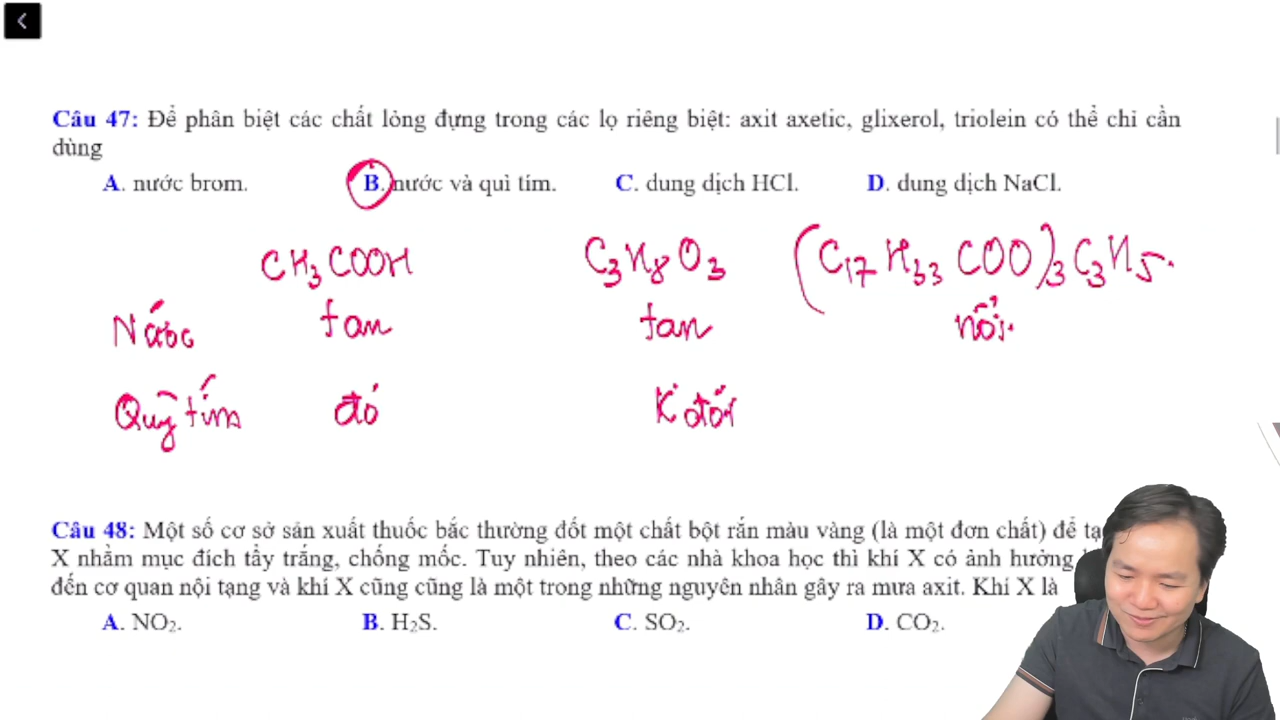 Câu 47: Để phân biệt các chất lỏng đựng trong các lọ riêng biệt: axit axetic, glixerol, triolein có thể chỉ cần
dùng
A. nước brom. B. nước và quì tím. C. dung dịch HCl. D. dung dịch NaCl.
CH₃COOH C₃H₈O₃ (C₁₇H₃₃COO)₃C₃H₅.
Nước tan tan nổi.
Quỳ tím đỏ K đổi
Câu 48: Một số cơ sở sản xuất thuốc bắc thường đốt một chất bột rắn màu vàng (là một đơn chất) để
X nhằm mục đích tẩy trắng, chống mốc. Tuy nhiên, theo các nhà khoa học thì khí X có ảnh hưởng
đến cơ quan nội tạng và khí X cũng cũng là một trong những nguyên nhân gây ra mưa axit. Khí X là
A. NO₂. B. H₂S. C. SO₂. D. CO₂.